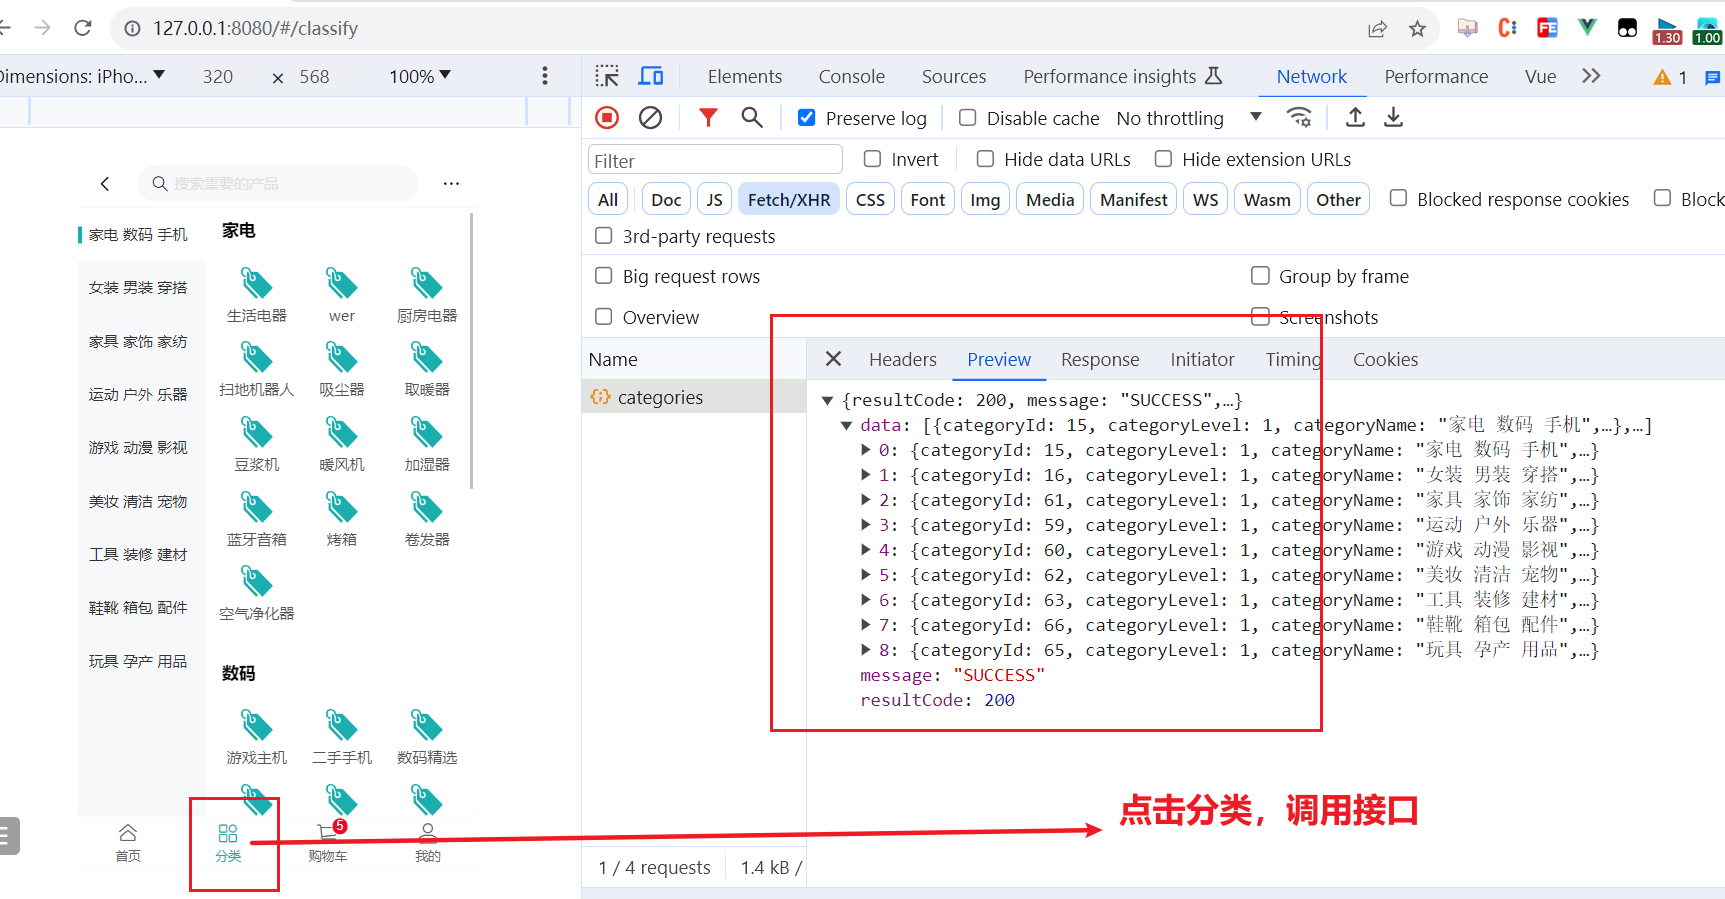 127.0.0.1:8080/#/classify
1.30
1.00
Dimensions: iPho...
320
×
568
100%
Elements
Console
Sources
Performance insights
Network
Performance
Vue
1
Preserve log
Disable cache
No throttling
Filter
Invert
Hide data URLs
Hide extension URLs
All
Doc
JS
Fetch/XHR
CSS
Font
Img
Media
Manifest
WS
Wasm
Other
Blocked response cookies
Block
3rd-party requests
Big request rows
Group by frame
Overview
Screenshots
Name
categories
Headers
Preview
Response
Initiator
Timing
Cookies
{resultCode: 200, message: "SUCCESS",…}
data: [{categoryId: 15, categoryLevel: 1, categoryName: "家电 数码 手机",…},…]
0: {categoryId: 15, categoryLevel: 1, categoryName: "家电 数码 手机",…}
1: {categoryId: 16, categoryLevel: 1, categoryName: "女装 男装 穿搭",…}
2: {categoryId: 61, categoryLevel: 1, categoryName: "家具 家饰 家纺",…}
3: {categoryId: 59, categoryLevel: 1, categoryName: "运动 户外 乐器",…}
4: {categoryId: 60, categoryLevel: 1, categoryName: "游戏 动漫 影视",…}
5: {categoryId: 62, categoryLevel: 1, categoryName: "美妆 清洁 宠物",…}
6: {categoryId: 63, categoryLevel: 1, categoryName: "工具 装修 建材",…}
7: {categoryId: 66, categoryLevel: 1, categoryName: "鞋靴 箱包 配件",…}
8: {categoryId: 65, categoryLevel: 1, categoryName: "玩具 孕产 用品",…}
message: "SUCCESS"
resultCode: 200
1 / 4 requests
1.4 kB /
搜索需要的产品
家电 数码 手机
女装 男装 穿搭
家具 家饰 家纺
运动 户外 乐器
游戏 动漫 影视
美妆 清洁 宠物
工具 装修 建材
鞋靴 箱包 配件
玩具 孕产 用品
家电
生活电器
wer
厨房电器
扫地机器人
吸尘器
取暖器
豆浆机
暖风机
加湿器
蓝牙音箱
烤箱
卷发器
空气净化器
数码
游戏主机
二手手机
数码精选
首页
分类
5
购物车
我的
点击分类，调用接口